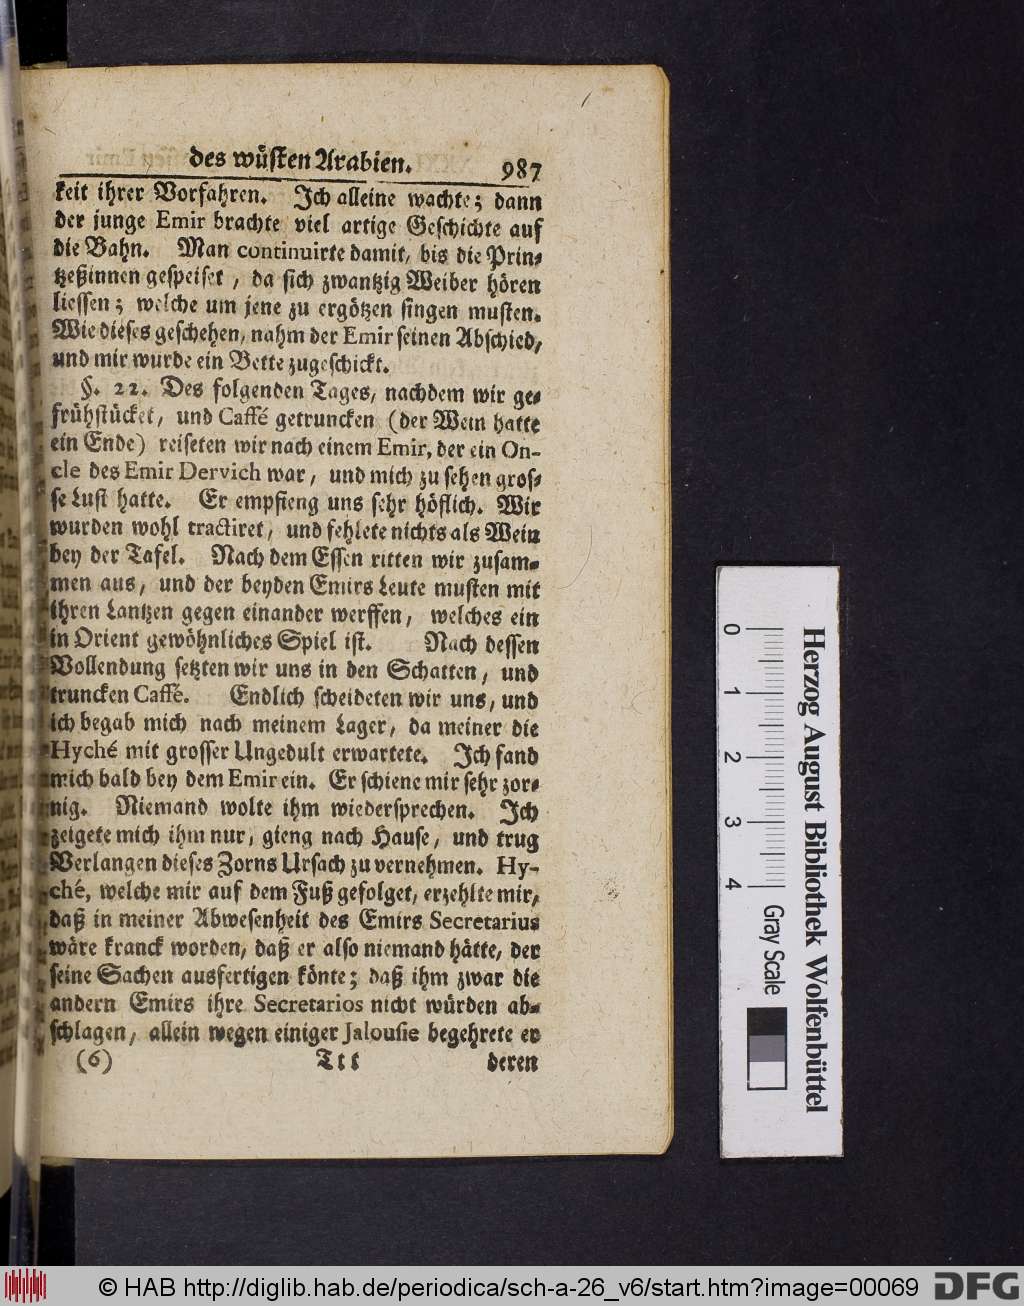 des wüsten Arabien. 987
keit ihrer Vorfahren. Ich alleine wachte; dann
der junge Emir brachte viel artige Geschichte auf
die Bahn. Man continuirte damit, bis die Prin-
tzeßinnen gespeiset, da sich zwantzig Weiber hören
liessen; welche um jene zu ergötzen singen musten.
Wie dieses geschehen, nahm der Emir seinen Abschied,
und mir wurde ein Bette zugeschickt.
§. 22. Des folgenden Tages, nachdem wir ge-
frühstücket, und Caffé getruncken (der Wein hatte
ein Ende) reiseten wir nach einem Emir, der ein On-
cle des Emir Dervich war, und mich zu sehen gros-
se Lust hatte. Er empfieng uns sehr höflich. Wir
wurden wohl tractiret, und fehlete nichts als Wein
bey der Tafel. Nach dem Essen ritten wir zusam-
men aus, und der beyden Emirs Leute musten mit
ihren Lantzen gegen einander werffen, welches ein
in Orient gewöhnliches Spiel ist. Nach dessen
Vollendung setzten wir uns in den Schatten, und
truncken Caffé. Endlich scheideten wir uns, und
ich begab mich nach meinem Lager, da meiner die
Hyché mit grosser Ungedult erwartete. Ich fand
mich bald bey dem Emir ein. Er schiene mir sehr zor-
nig. Niemand wolte ihm wiedersprechen. Ich
zeigete mich ihm nur, gieng nach Hause, und trug
Verlangen dieses Zorns Ursach zu vernehmen. Hy-
ché, welche mir auf dem Fuß gefolget, erzehlte mir,
daß in meiner Abwesenheit des Emirs Secretarius
wäre kranck worden, daß er also niemand hätte, der
seine Sachen ausfertigen könte; daß ihm zwar die
andern Emirs ihre Secretarios nicht würden ab-
schlagen, allein wegen einiger Jalousie begehrete er
(6) Ttt deren
0 1 2 3 4 Gray Scale
Herzog August Bibliothek Wolfenbüttel
© HAB http://diglib.hab.de/periodica/sch-a-26_v6/start.htm?image=00069 DFG